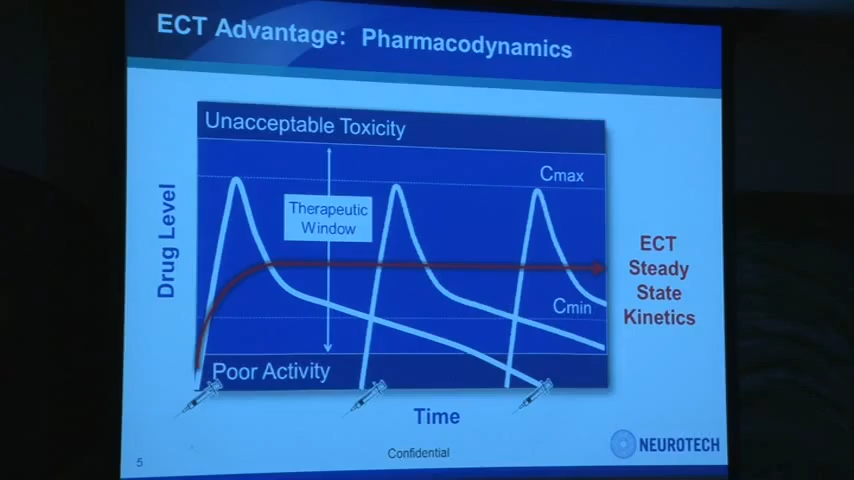 ECT Advantage: Pharmacodynamics
Unacceptable Toxicity
Cmax
Therapeutic
Window
Drug Level
ECT
Steady
State
Kinetics
Cmin
Poor Activity
Time
Confidential
NEUROTECH
5